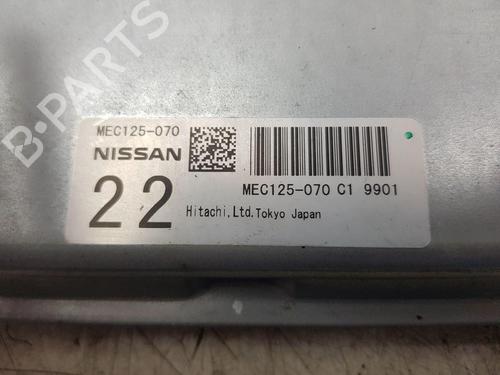 B-PARTS
MEC125-070
NISSAN
22
MEC125-070 C1 9901
Hitachi,Ltd.Tokyo Japan